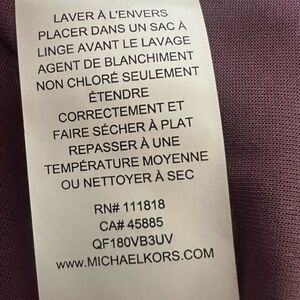 LAVER À L'ENVERS
PLACER DANS UN SAC À
LINGE AVANT LE LAVAGE
AGENT DE BLANCHIMENT
NON CHLORÉ SEULEMENT
ÉTENDRE
CORRECTEMENT ET
FAIRE SÉCHER À PLAT
REPASSER À UNE
TEMPÉRATURE MOYENNE
OU NETTOYER À SEC
RN# 111818
CA# 45885
QF180VB3UV
WWW.MICHAELKORS.COM